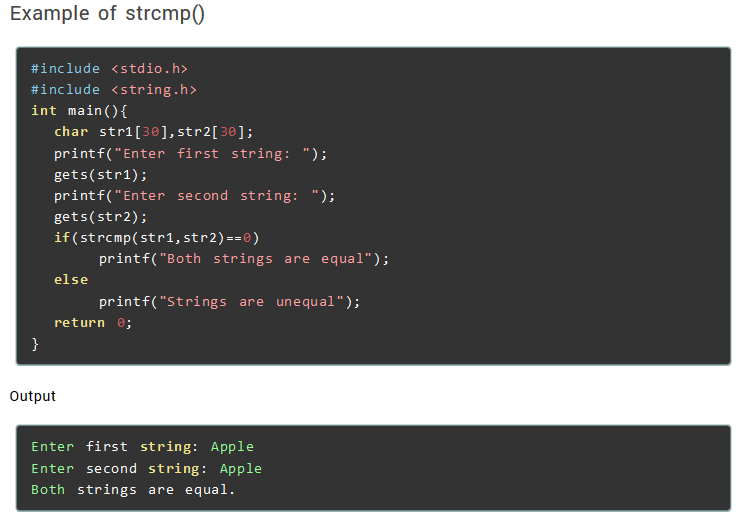 Example of strcmp()
#include <stdio.h>
#include <string.h>
int main(){
char str1[30],str2[30];
printf("Enter first string: ");
gets(str1);
printf("Enter second string: ");
gets(str2);
if(strcmp(str1,str2)==0)
printf("Both strings are equal");
else
printf("Strings are unequal");
return 0;
}
Output
Enter first string: Apple
Enter second string: Apple
Both strings are equal.